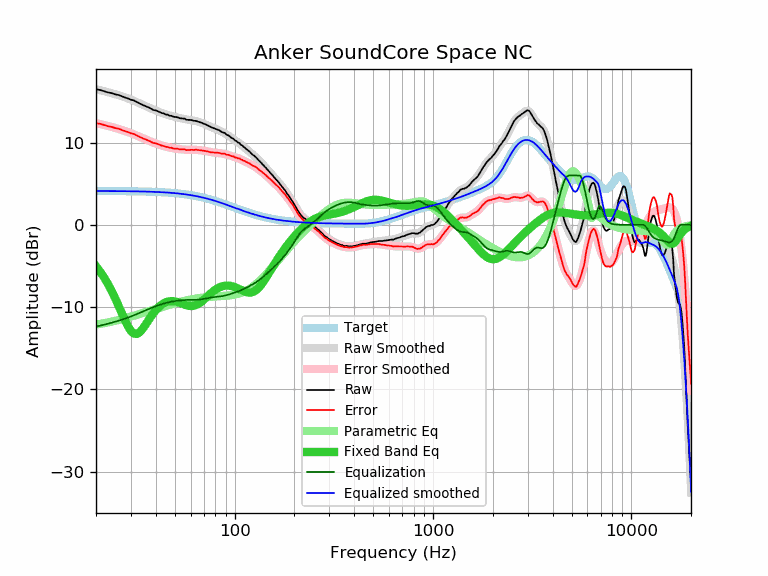 Anker SoundCore Space NC
Amplitude (dBr)
10
0
−10
−20
−30
Target
Raw Smoothed
Error Smoothed
Raw
Error
Parametric Eq
Fixed Band Eq
Equalization
Equalized smoothed
100 1000 10000
Frequency (Hz)